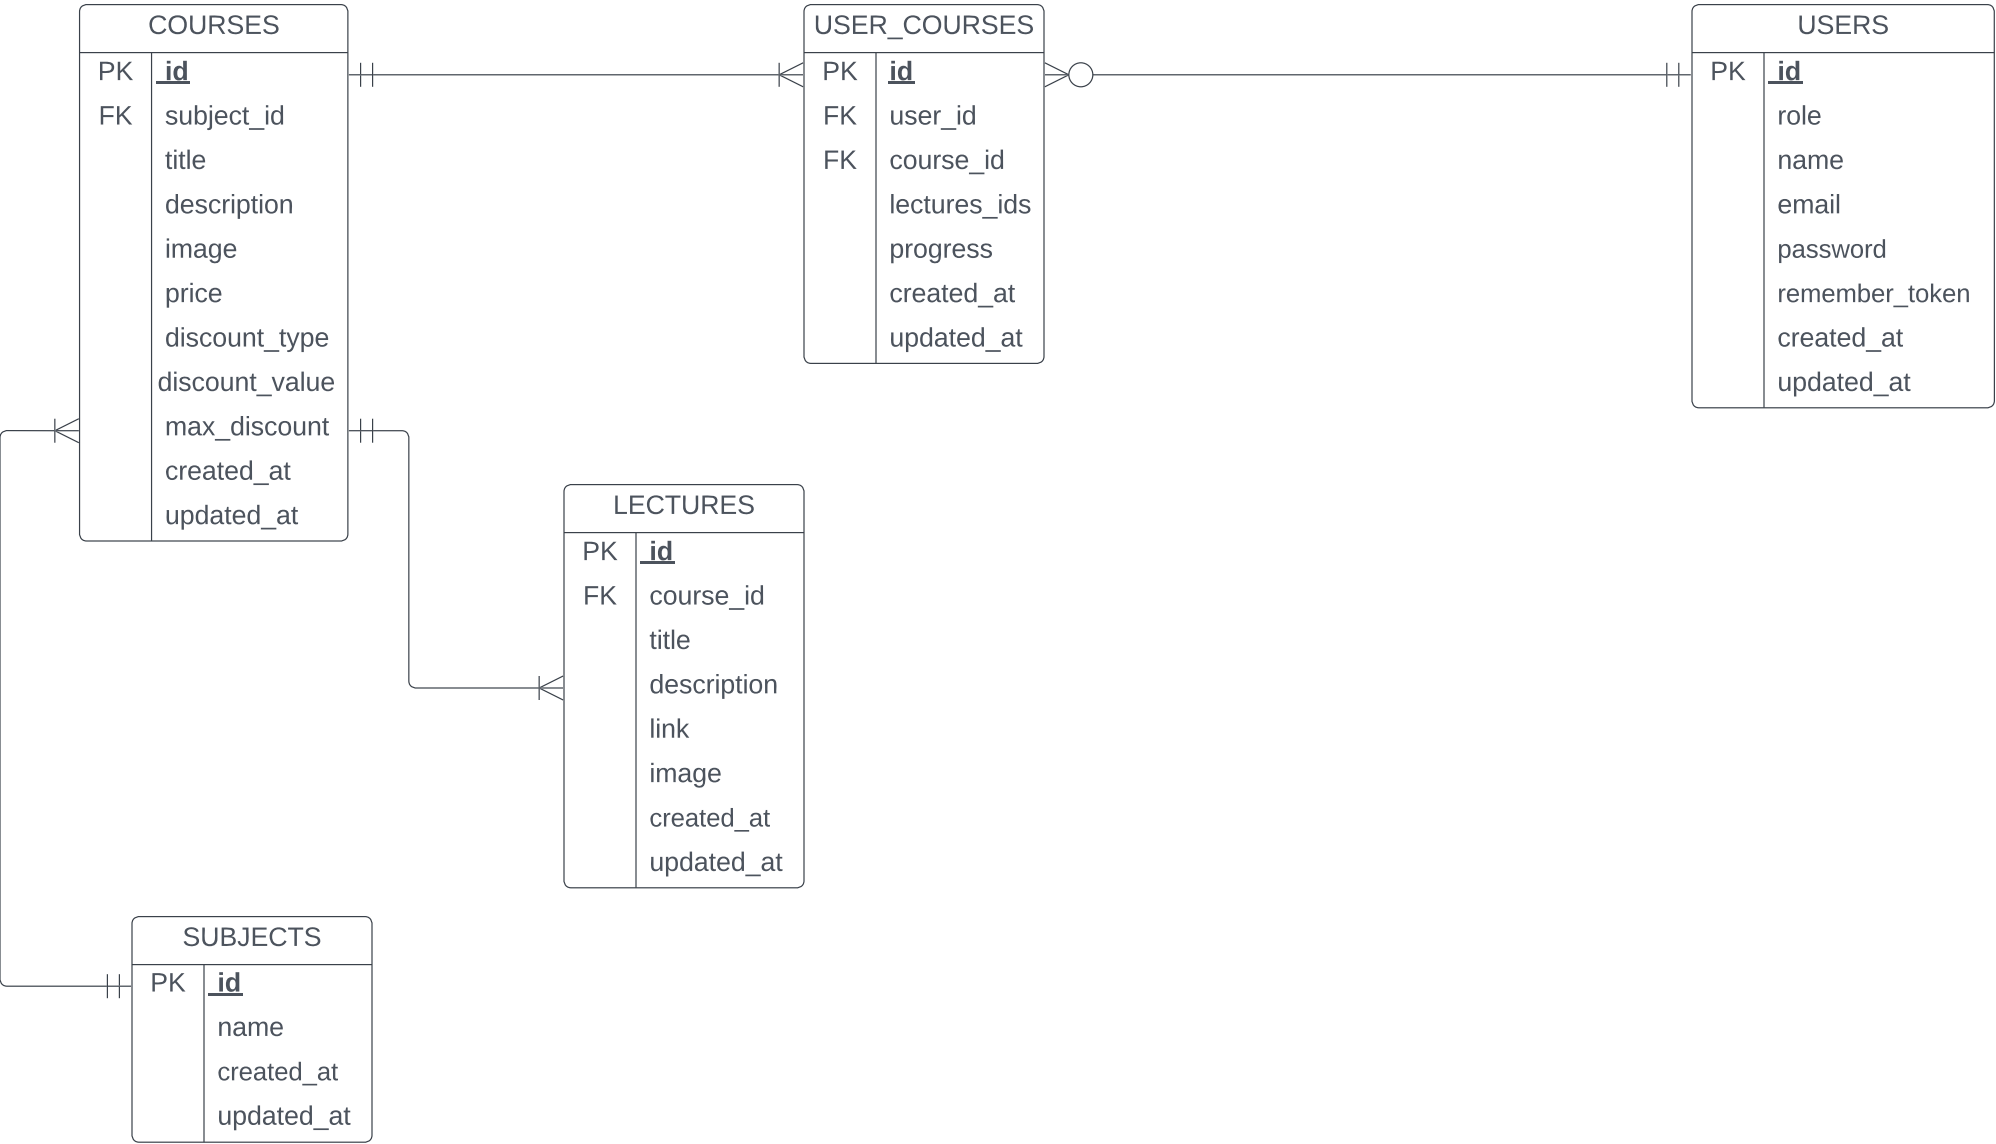 COURSES
PK id
FK subject_id
title
description
image
price
discount_type
discount_value
max_discount
created_at
updated_at
USER_COURSES
PK id
FK user_id
FK course_id
lectures_ids
progress
created_at
updated_at
USERS
PK id
role
name
email
password
remember_token
created_at
updated_at
LECTURES
PK id
FK course_id
title
description
link
image
created_at
updated_at
SUBJECTS
PK id
name
created_at
updated_at